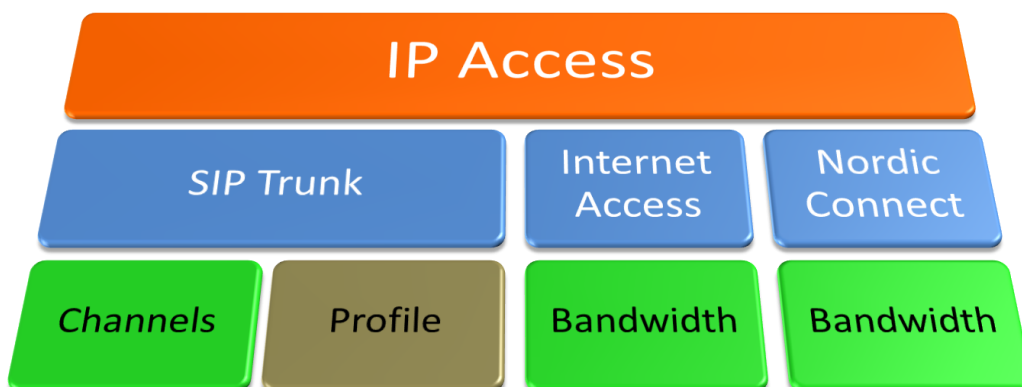 IP Access
SIP Trunk
Internet
Access
Nordic
Connect
Channels
Profile
Bandwidth
Bandwidth